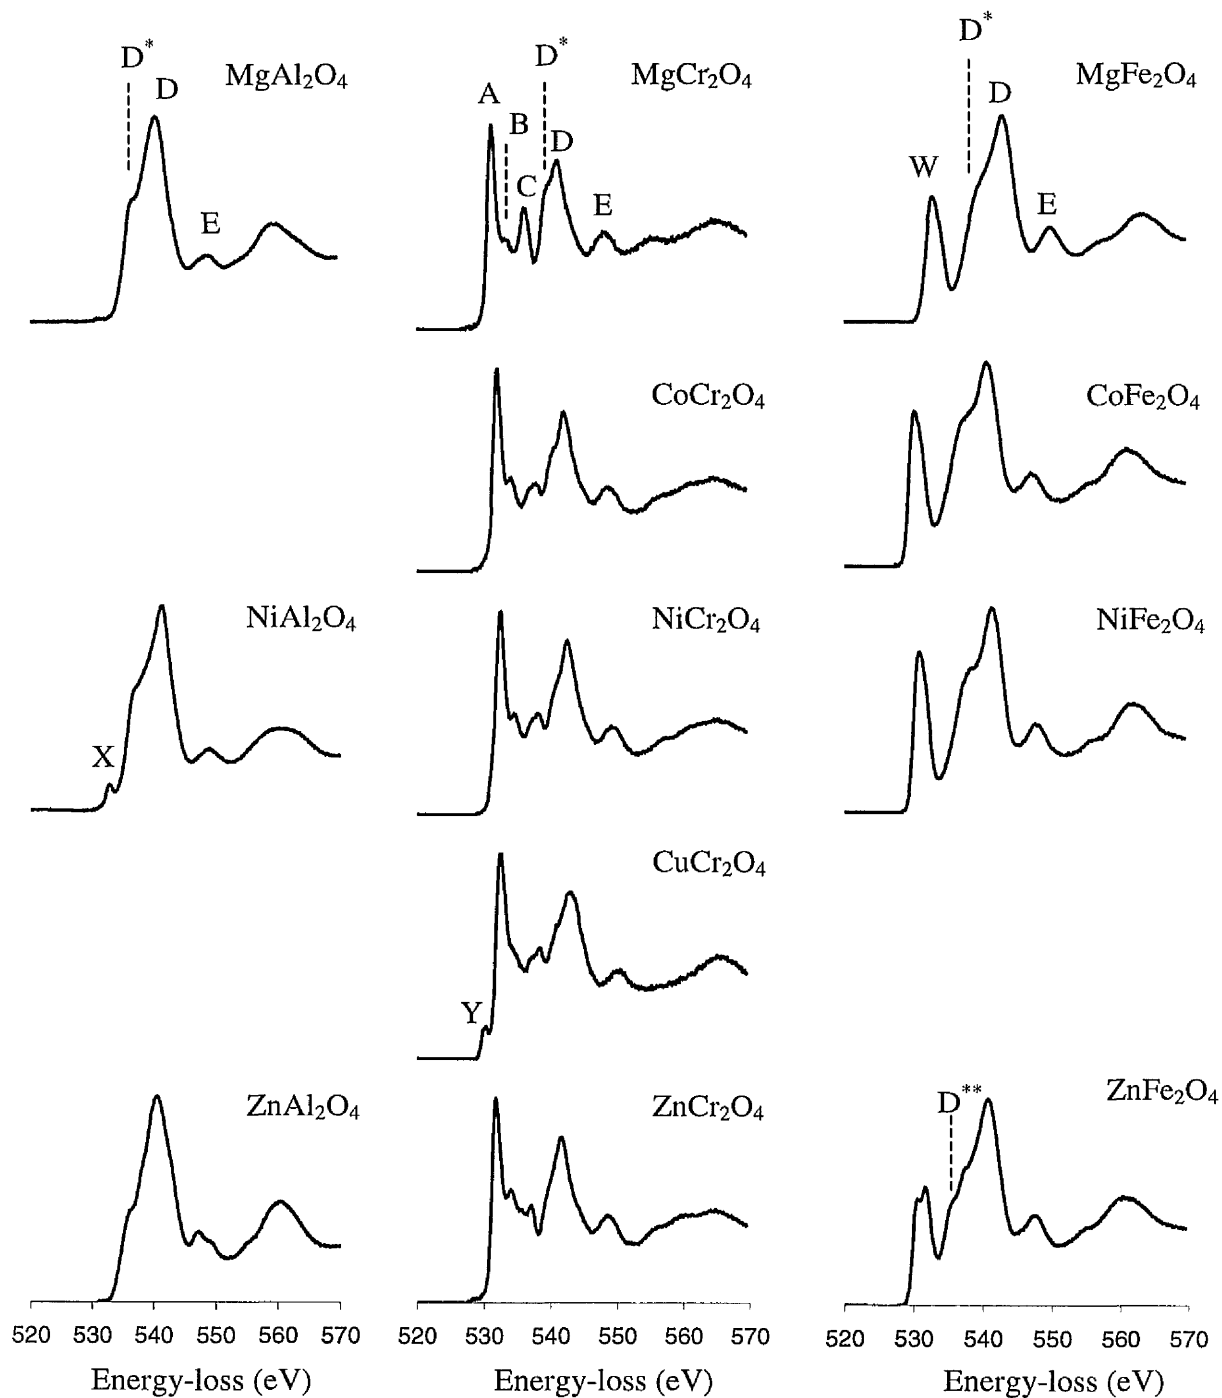 D*
D
MgAl₂O₄
E
A
B
C
D*
D
E
MgCr₂O₄
W
D*
D
E
MgFe₂O₄
CoCr₂O₄
CoFe₂O₄
NiAl₂O₄
X
NiCr₂O₄
NiFe₂O₄
CuCr₂O₄
Y
ZnAl₂O₄
ZnCr₂O₄
D**
ZnFe₂O₄
520 530 540 550 560 570
Energy-loss (eV)
520 530 540 550 560 570
Energy-loss (eV)
520 530 540 550 560 570
Energy-loss (eV)